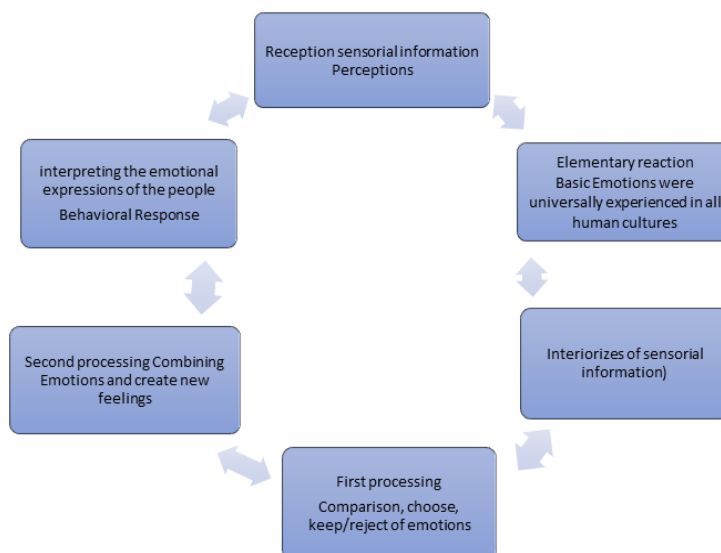 Reception sensorial information
Perceptions
Elementary reaction
Basic Emotions were
universally experienced in all
human cultures
Interiorizes of sensorial
information)
First processing
Comparison, choose,
keep/reject of emotions
Second processing Combining
Emotions and create new
feelings
interpreting the emotional
expressions of the people
Behavioral Response